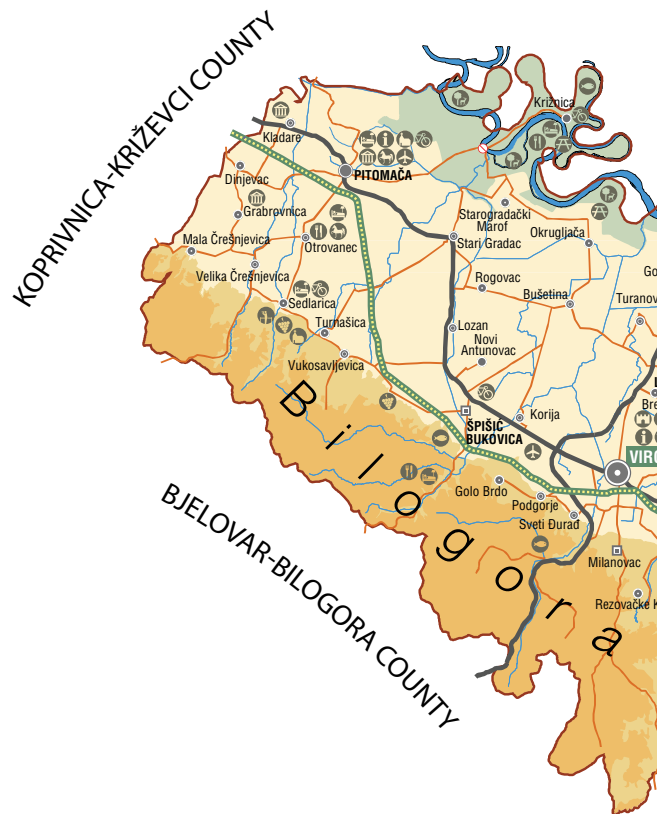 KOPRIVNICA-KRIŽEVCI COUNTY
Križnica
Kladare
PITOMAČA
Dinjevac
Grabrovnica
Starogradački
Marof
Mala Črešnjevica
Otrovanec
Stari Gradac
Okrugljača
Velika Črešnjevica
Rogovac
Sedlarica
Bušetina
Turnašica
Lozan
Novi
Antunovac
Vukosavljevica
Korija
ŠPIŠIĆ
BUKOVICA
Bilogora
Golo Brdo
Podgorje
Sveti Đurađ
Milanovac
BJELOVAR-BILOGORA COUNTY